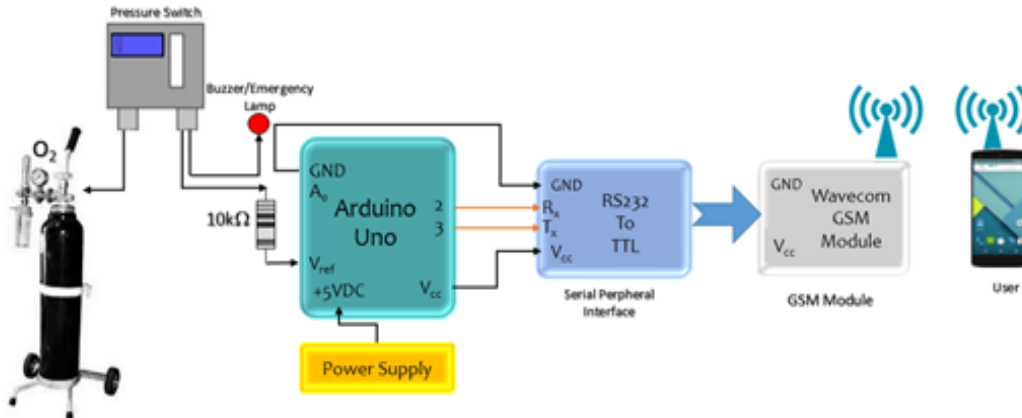 Pressure Switch
Buzzer/Emergency
Lamp
O₂
10kΩ
GND
A₀
Arduino
Uno
2
3
Vref
+5VDC
Vcc
Power Supply
GND
Rx
Tx
Vcc
RS232
To
TTL
Serial Perpheral
Interface
GND
Vcc
Wavecom
GSM
Module
GSM Module
User